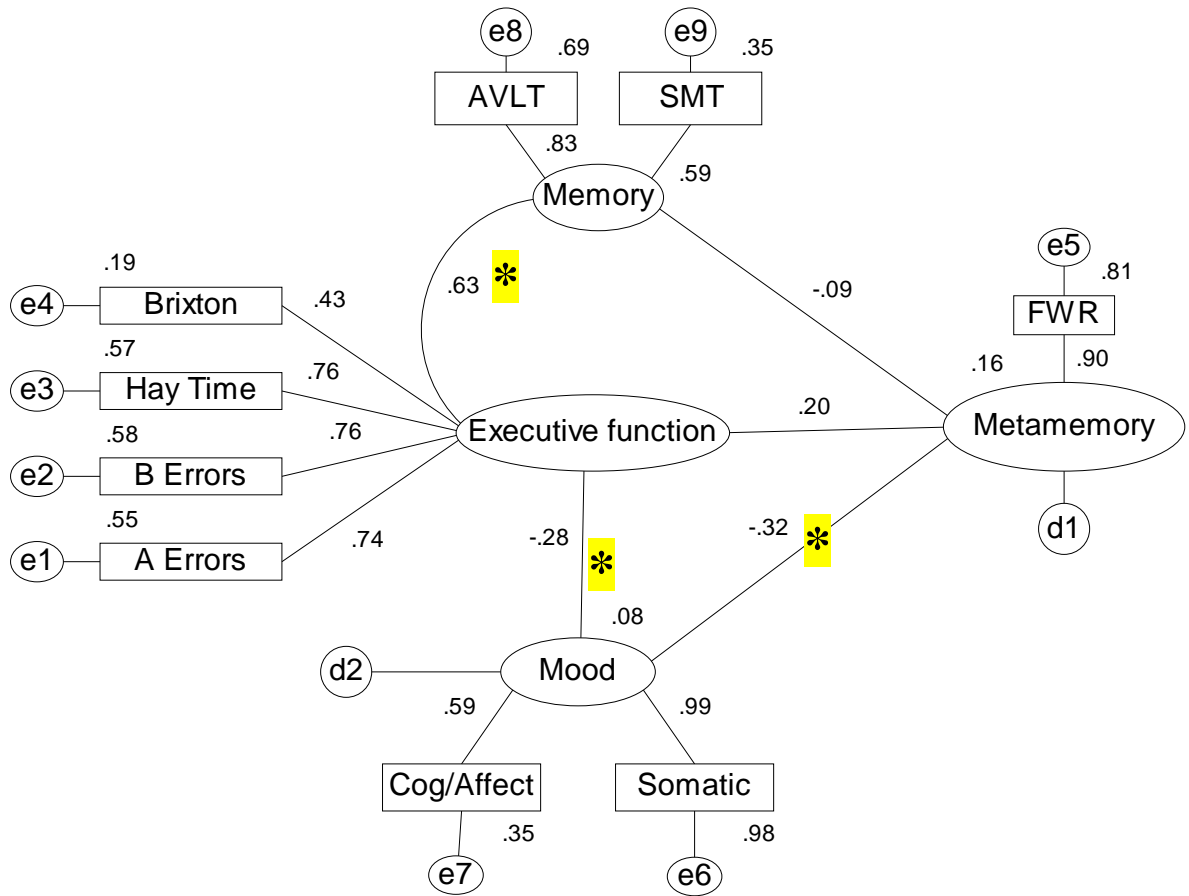 e8
.69
e9
.35
AVLT
SMT
.83
.59
Memory
.63
*
-.09
e5
.81
FWR
.16
.90
Metamemory
d1
.19
e4
Brixton
.43
.57
e3
Hay Time
.76
.58
e2
B Errors
.76
.55
e1
A Errors
.74
Executive function
.20
-.28
*
-.32
*
.08
d2
Mood
.59
.99
Cog/Affect
Somatic
.35
.98
e7
e6